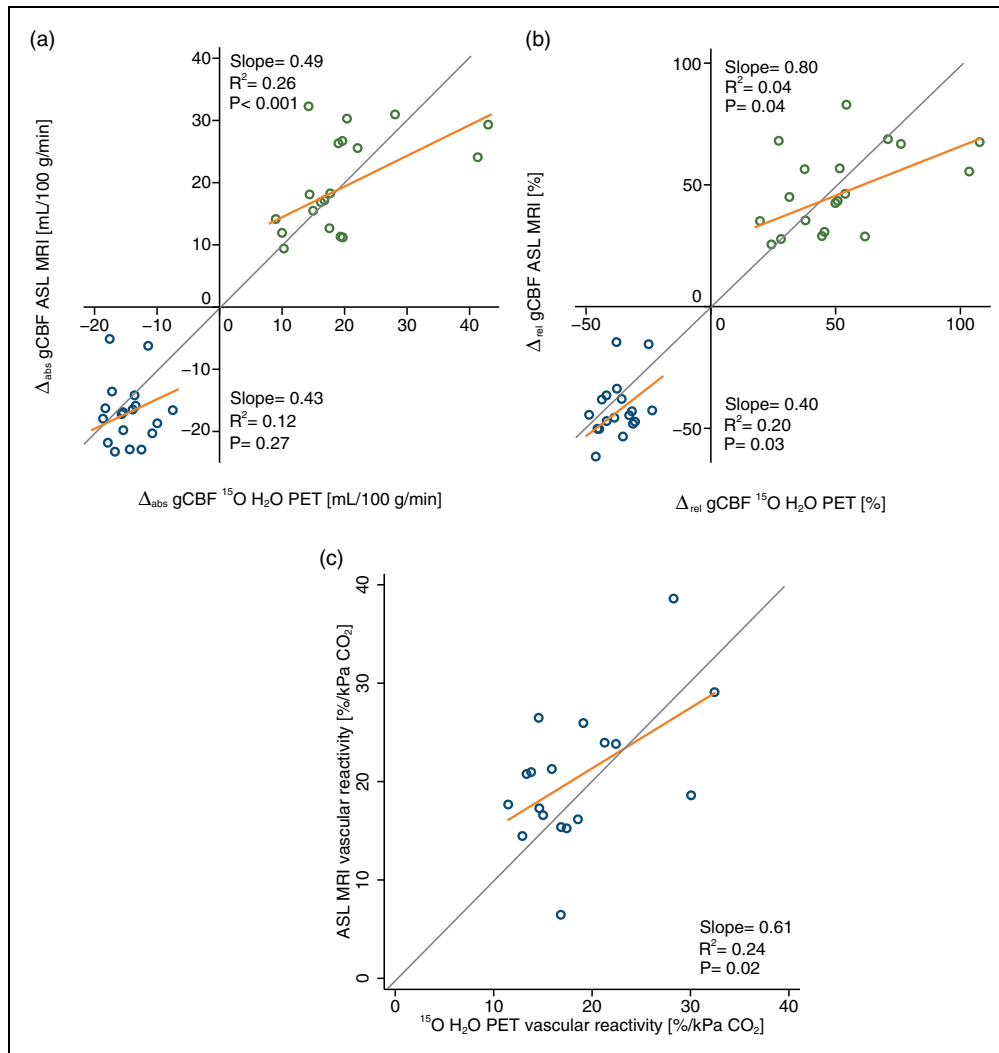 (a)
40
30
20
10
0
−10
−20
−20
−10
0
10
20
30
40
Slope= 0.49
R²= 0.26
P< 0.001
Slope= 0.43
R²= 0.12
P= 0.27
Δabs gCBF ASL MRI [mL/100 g/min]
Δabs gCBF ¹⁵O H₂O PET [mL/100 g/min]
(b)
100
50
0
−50
−50
0
50
100
Slope= 0.80
R²= 0.04
P= 0.04
Slope= 0.40
R²= 0.20
P= 0.03
Δrel gCBF ASL MRI [%]
Δrel gCBF ¹⁵O H₂O PET [%]
(c)
40
30
20
10
0
0
10
20
30
40
Slope= 0.61
R²= 0.24
P= 0.02
ASL MRI vascular reactivity [%/kPa CO₂]
¹⁵O H₂O PET vascular reactivity [%/kPa CO₂]